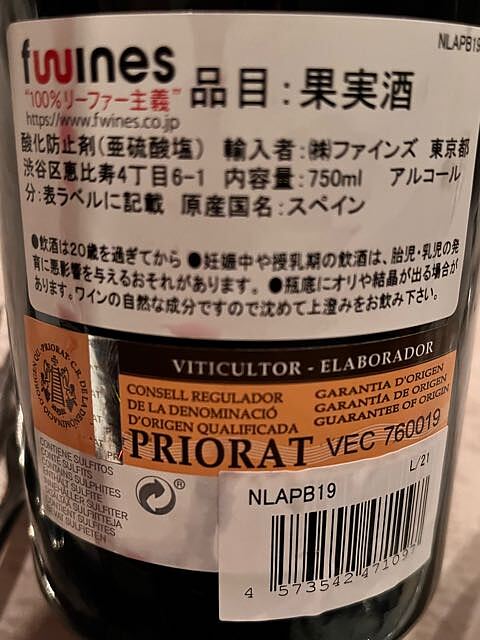 fwines
NLAPB19
"100%リーファー主義"
品目:果実酒
https://www.fwines.co.jp
酸化防止剤(亜硫酸塩) 輸入者:㈱ファインズ 東京都
渋谷区恵比寿4丁目6-1 内容量:750ml アルコール
分:表ラベルに記載 原産国名:スペイン
●飲酒は20歳を過ぎてから ●妊娠中や授乳期の飲酒は、胎児・乳児の発
育に悪影響を与えるおそれがあります。 ●瓶底にオリや結晶が出る場合が
あります。ワインの自然な成分ですので沈めて上澄みをお飲み下さい。
VITICULTOR - ELABORADOR
CONSELL REGULADOR
DE LA DENOMINACIÓ
D'ORIGEN QUALIFICADA
GARANTIA D'ORIGEN
GARANTÍA DE ORIGEN
GUARANTEE OF ORIGIN
PRIORAT VEC 760019
CONTIENE SULFITOS
CONTÉ SULFITS
SULPHITES
SULFITE
L/21
NLAPB19
4 573542 47109